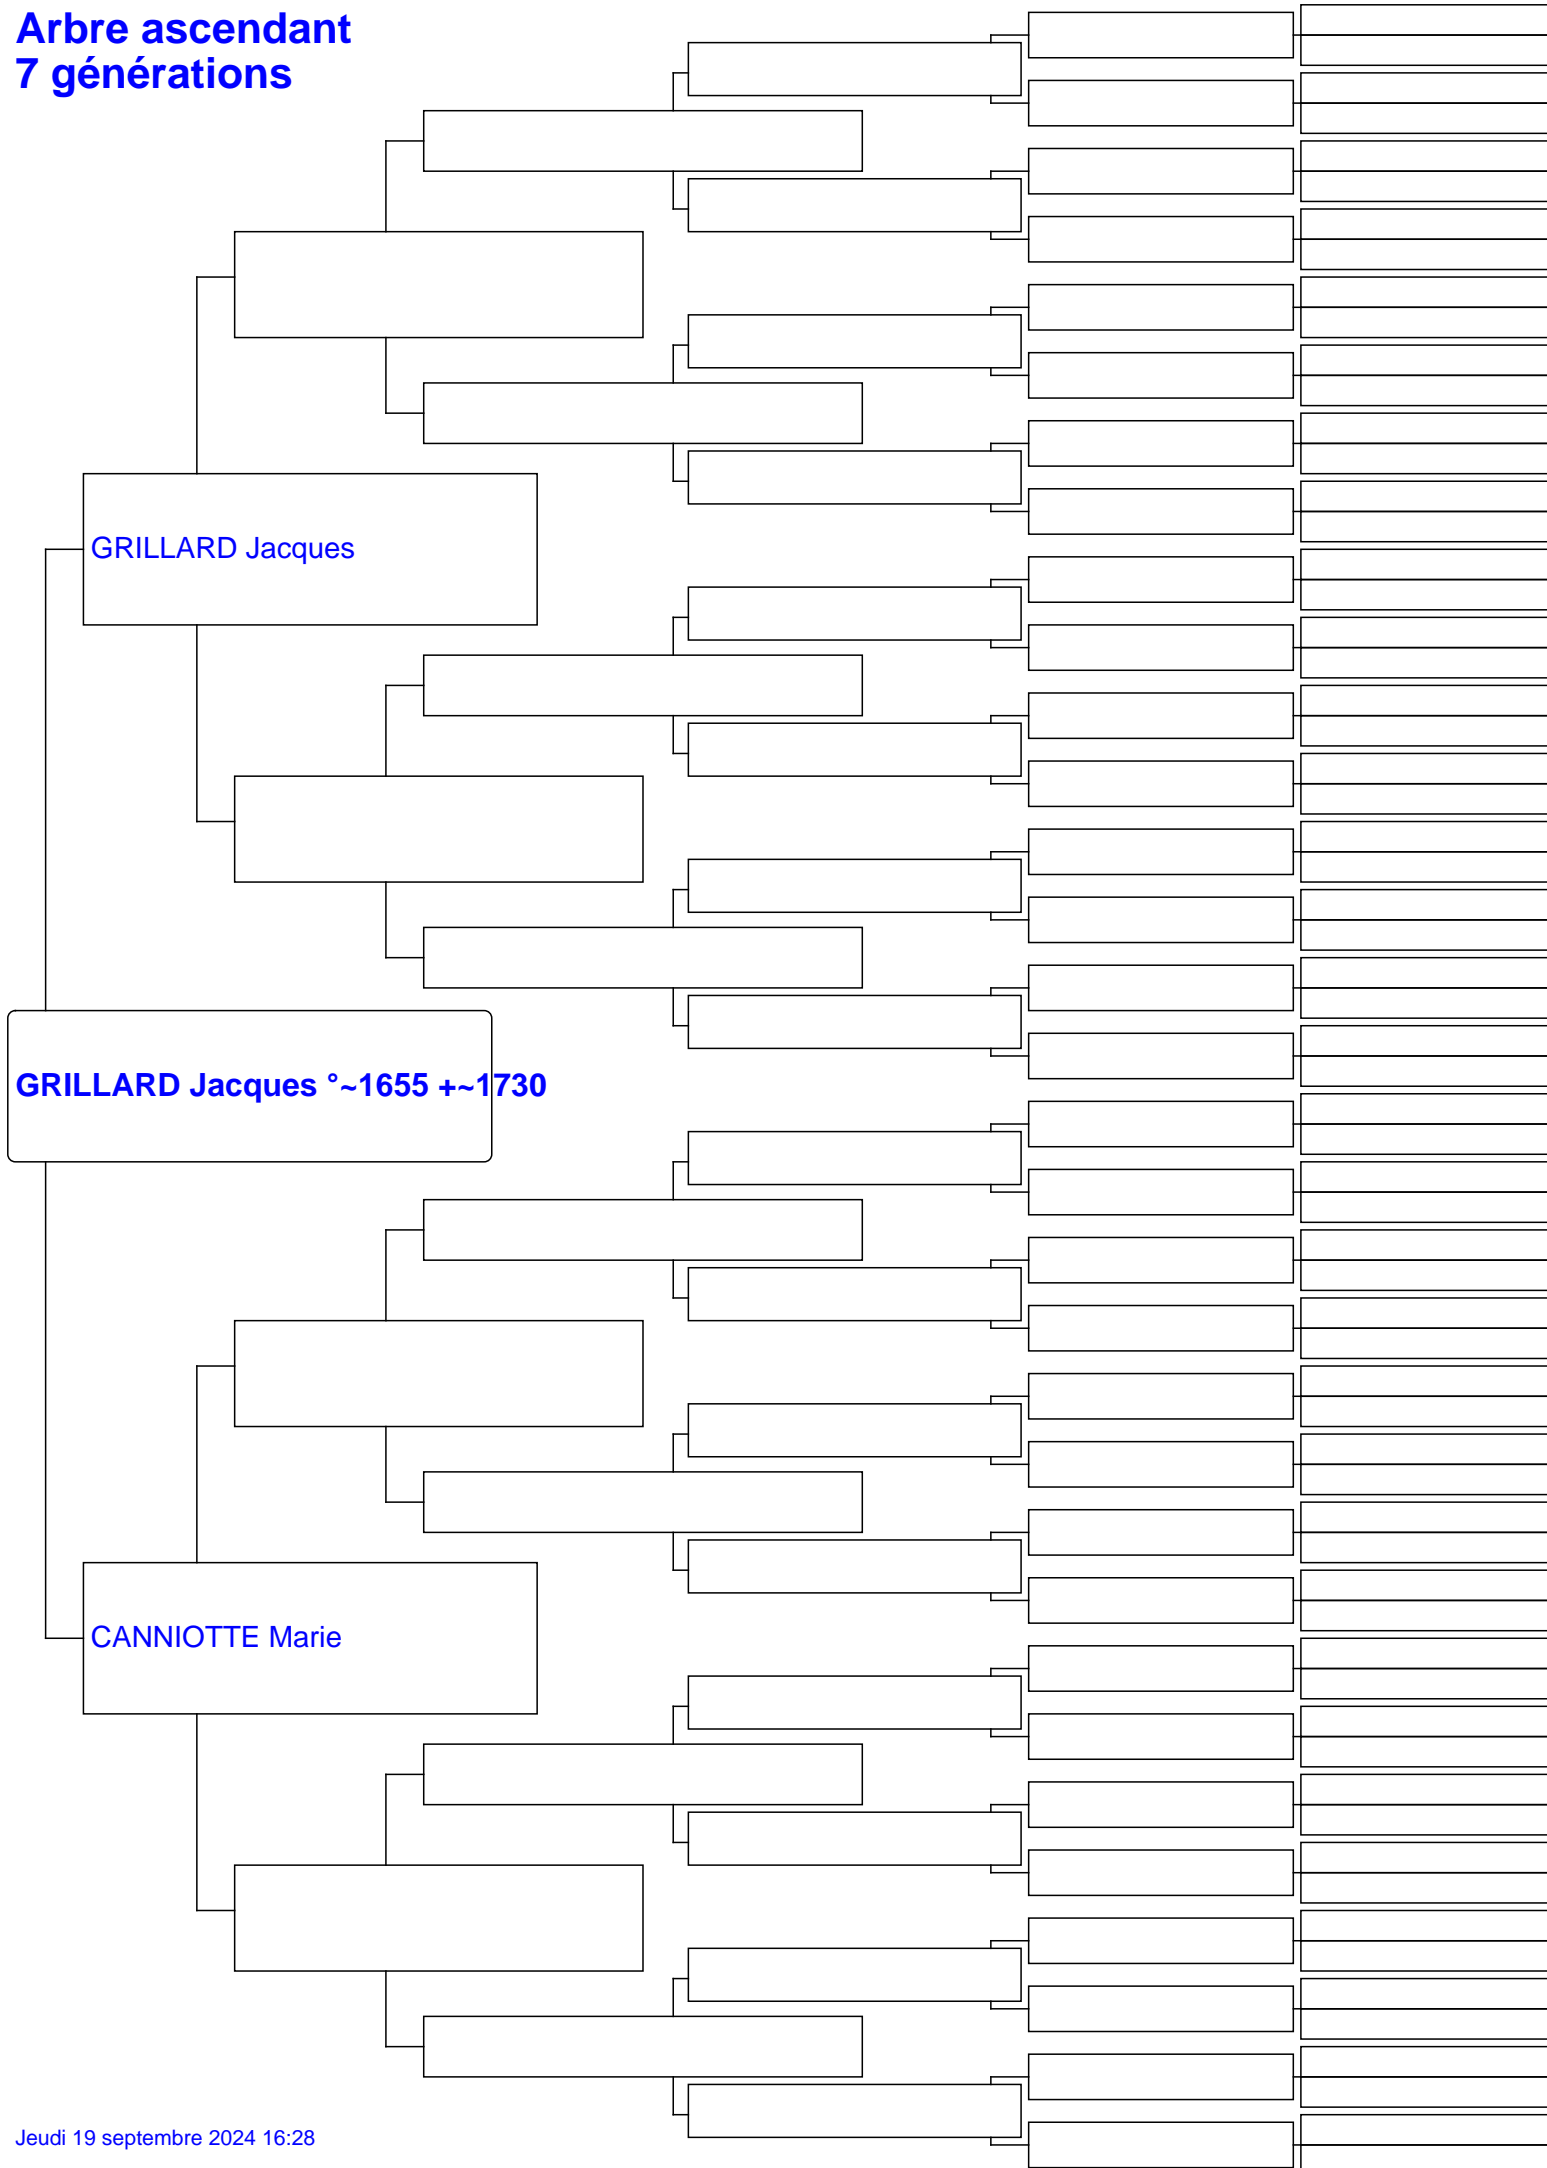 Arbre ascendant
7 générations
GRILLARD Jacques
GRILLARD Jacques °~1655 +~1730
CANNIOTTE Marie
Jeudi 19 septembre 2024 16:28